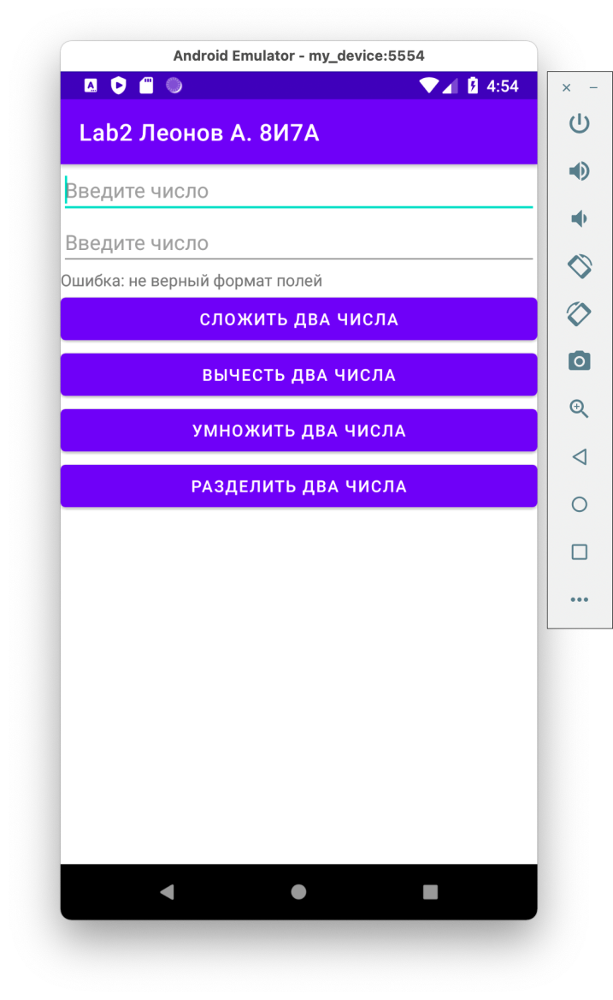 Android Emulator - my_device:5554
4:54
Lab2 Леонов А. 8И7А
Введите число
Введите число
Ошибка: не верный формат полей
СЛОЖИТЬ ДВА ЧИСЛА
ВЫЧЕСТЬ ДВА ЧИСЛА
УМНОЖИТЬ ДВА ЧИСЛА
РАЗДЕЛИТЬ ДВА ЧИСЛА